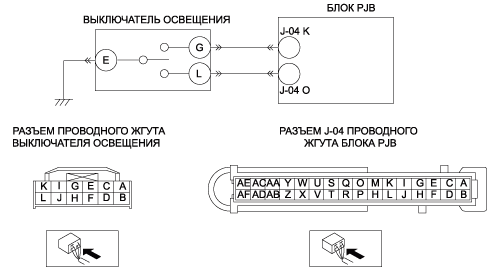 БЛОК PJB
ВЫКЛЮЧАТЕЛЬ ОСВЕЩЕНИЯ
J-04 K
G
E
L
J-04 O
РАЗЪЕМ ПРОВОДНОГО ЖГУТА
ВЫКЛЮЧАТЕЛЯ ОСВЕЩЕНИЯ
РАЗЪЕМ J-04 ПРОВОДНОГО
ЖГУТА БЛОКА PJB
K I G E C A
L J H F D B
AE AC AA Y W U S Q O M K I G E C A
AF AD AB Z X V T R P H L J H F D B